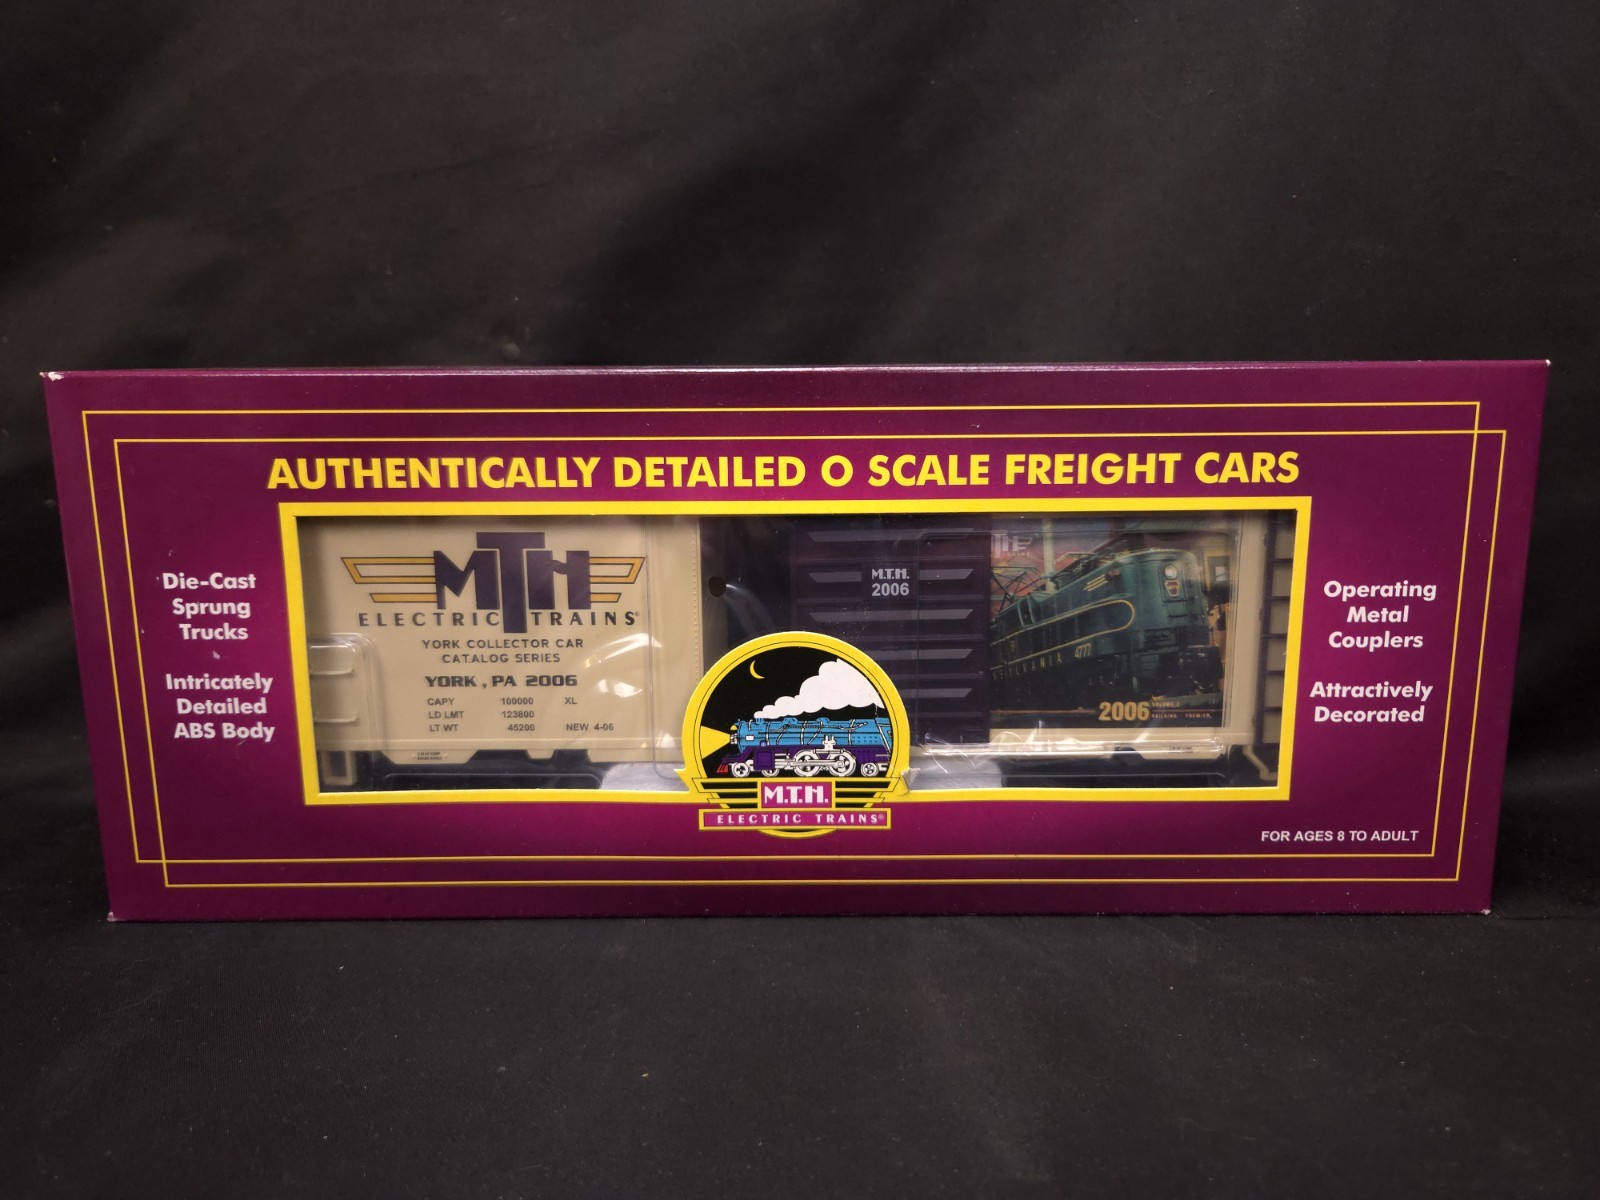 AUTHENTICALLY DETAILED O SCALE FREIGHT CARS
Die-Cast
Sprung
Trucks
Intricately
Detailed
ABS Body
MTH
ELECTRIC TRAINS®
YORK COLLECTOR CAR
CATALOG SERIES
YORK, PA 2006
CAPY 100000 XL
LD LMT 123800
LT WT 45200 NEW 4-06
M.T.H.
2006
4777
2006
M.T.H.
ELECTRIC TRAINS®
Operating
Metal
Couplers
Attractively
Decorated
FOR AGES 8 TO ADULT